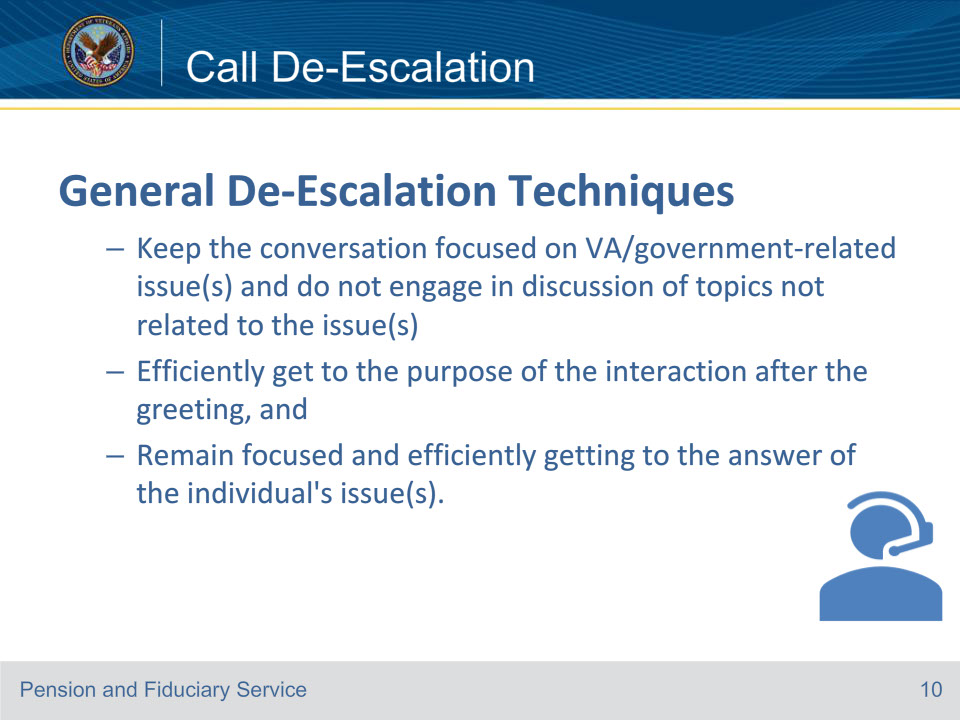 Call De-Escalation
General De-Escalation Techniques
– Keep the conversation focused on VA/government-related
issue(s) and do not engage in discussion of topics not
related to the issue(s)
– Efficiently get to the purpose of the interaction after the
greeting, and
– Remain focused and efficiently getting to the answer of
the individual's issue(s).
Pension and Fiduciary Service
10